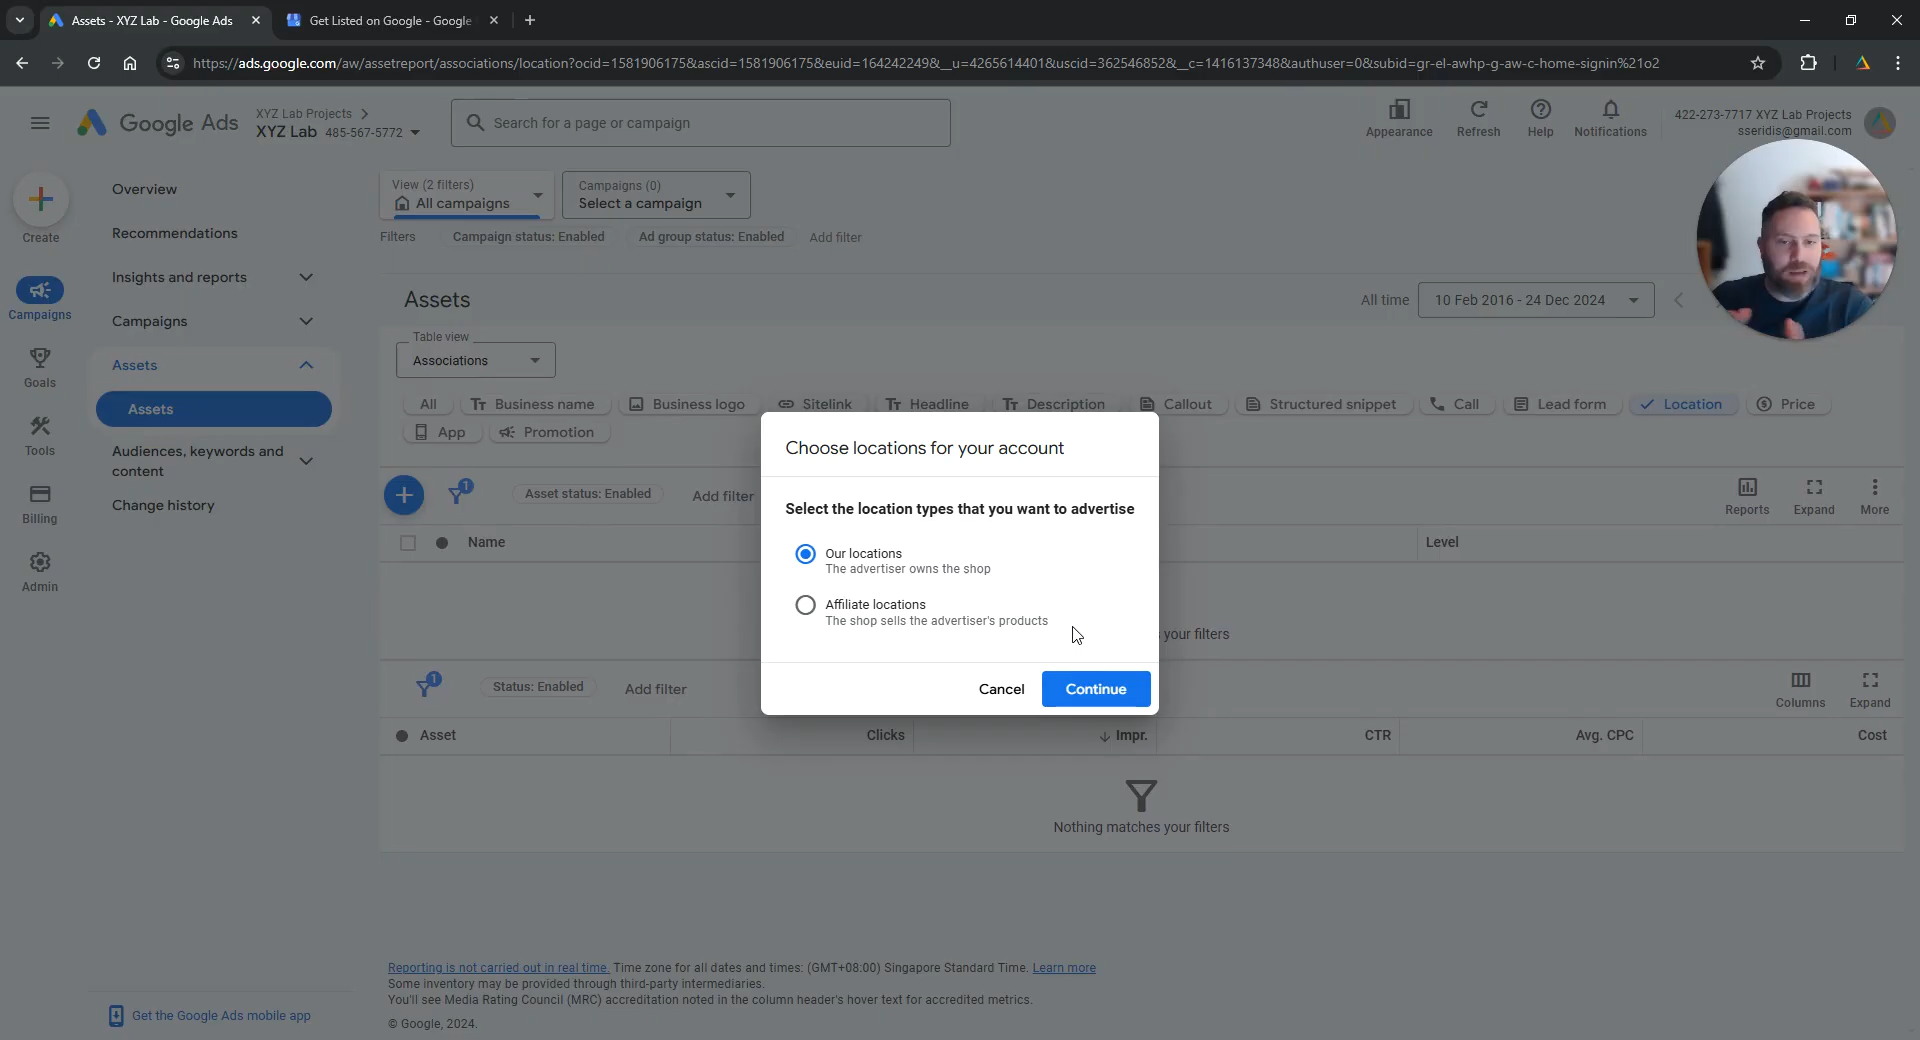 Assets - XYZ Lab - Google Ads
Get Listed on Google - Google
https://ads.google.com/aw/assetreport/associations/location?ocid=1581906175&ascid=1581906175&euid=164242249&__u=4265614401&uscid=362546852&__c=1416137348&authuser=0&subid=gr-el-awhp-g-aw-c-home-signin%21o2
Google Ads
XYZ Lab Projects
XYZ Lab 485-567-5772
Search for a page or campaign
Appearance
Refresh
Help
Notifications
422-273-7717 XYZ Lab Projects
sseridis@gmail.com
Create
Campaigns
Goals
Tools
Billing
Admin
Overview
Recommendations
Insights and reports
Campaigns
Assets
Assets
Audiences, keywords and
content
Change history
Get the Google Ads mobile app
View (2 filters)
All campaigns
Campaigns (0)
Select a campaign
Filters
Campaign status: Enabled
Ad group status: Enabled
Add filter
Assets
All time
10 Feb 2016 - 24 Dec 2024
Table view
Associations
All
Business name
Business logo
Sitelink
Headline
Description
Callout
Structured snippet
Call
Lead form
Location
Price
App
Promotion
1
Asset status: Enabled
Add filter
Reports
Expand
More
Name
Level
your filters
Choose locations for your account
Select the location types that you want to advertise
Our locations
The advertiser owns the shop
Affiliate locations
The shop sells the advertiser's products
Cancel
Continue
1
Status: Enabled
Add filter
Columns
Expand
Asset
Clicks
Impr.
CTR
Avg. CPC
Cost
Nothing matches your filters
Reporting is not carried out in real time. Time zone for all dates and times: (GMT+08:00) Singapore Standard Time. Learn more
Some inventory may be provided through third-party intermediaries.
You'll see Media Rating Council (MRC) accreditation noted in the column header's hover text for accredited metrics.
© Google, 2024.